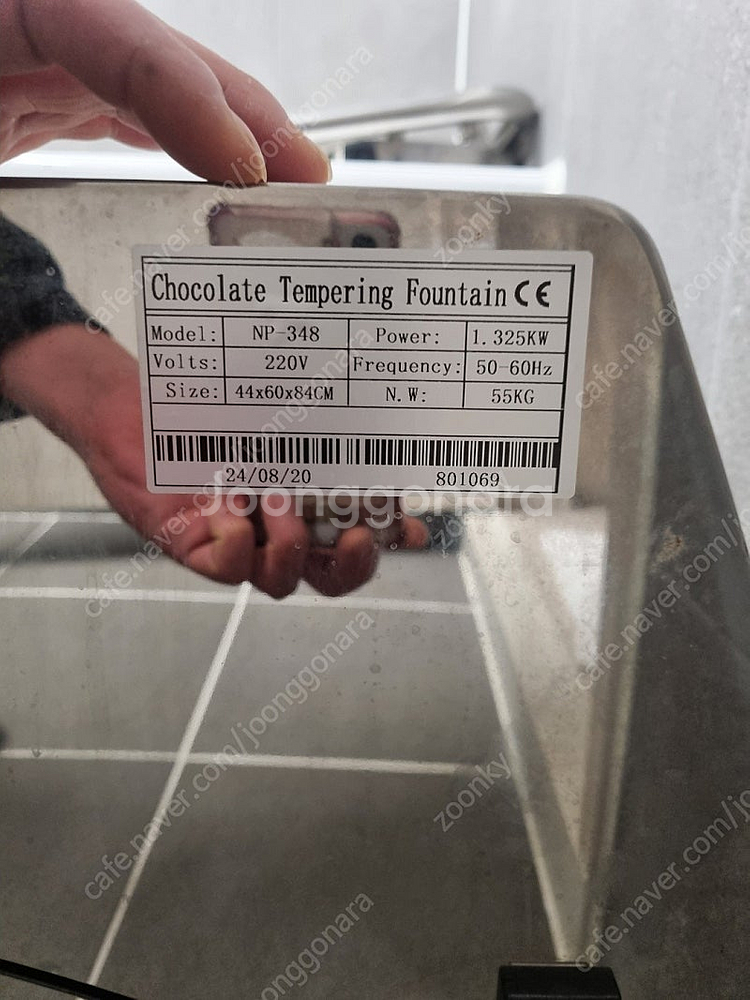 Chocolate Tempering Fountain CE
Model: NP-348 Power: 1.325KW
Volts: 220V Frequency: 50-60Hz
Size: 44x60x84CM N.W: 55KG
24/08/20 801069
Joonggonara
cafe.naver.com/joonggonara
zoonky